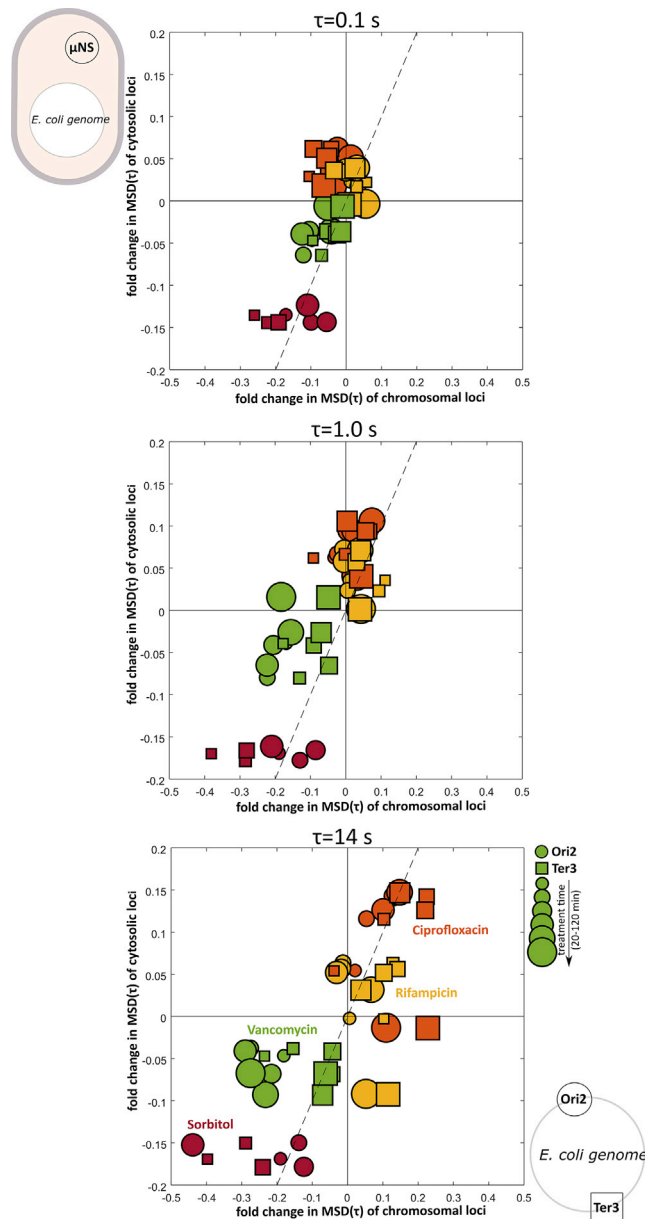 μNS
E. coli genome
τ=0.1 s
fold change in MSD(τ) of cytosolic loci
0.2
0.15
0.1
0.05
0
-0.05
-0.1
-0.15
-0.2
-0.5 -0.4 -0.3 -0.2 -0.1 0 0.1 0.2 0.3 0.4 0.5
fold change in MSD(τ) of chromosomal loci
τ=1.0 s
fold change in MSD(τ) of cytosolic loci
0.2
0.15
0.1
0.05
0
-0.05
-0.1
-0.15
-0.2
-0.5 -0.4 -0.3 -0.2 -0.1 0 0.1 0.2 0.3 0.4 0.5
fold change in MSD(τ) of chromosomal loci
τ=14 s
fold change in MSD(τ) of cytosolic loci
0.2
0.15
0.1
0.05
0
-0.05
-0.1
-0.15
-0.2
Ciprofloxacin
Rifampicin
Vancomycin
Sorbitol
-0.5 -0.4 -0.3 -0.2 -0.1 0 0.1 0.2 0.3 0.4 0.5
fold change in MSD(τ) of chromosomal loci
Ori2
Ter3
treatment time
(20-120 min)
Ori2
E. coli genome
Ter3